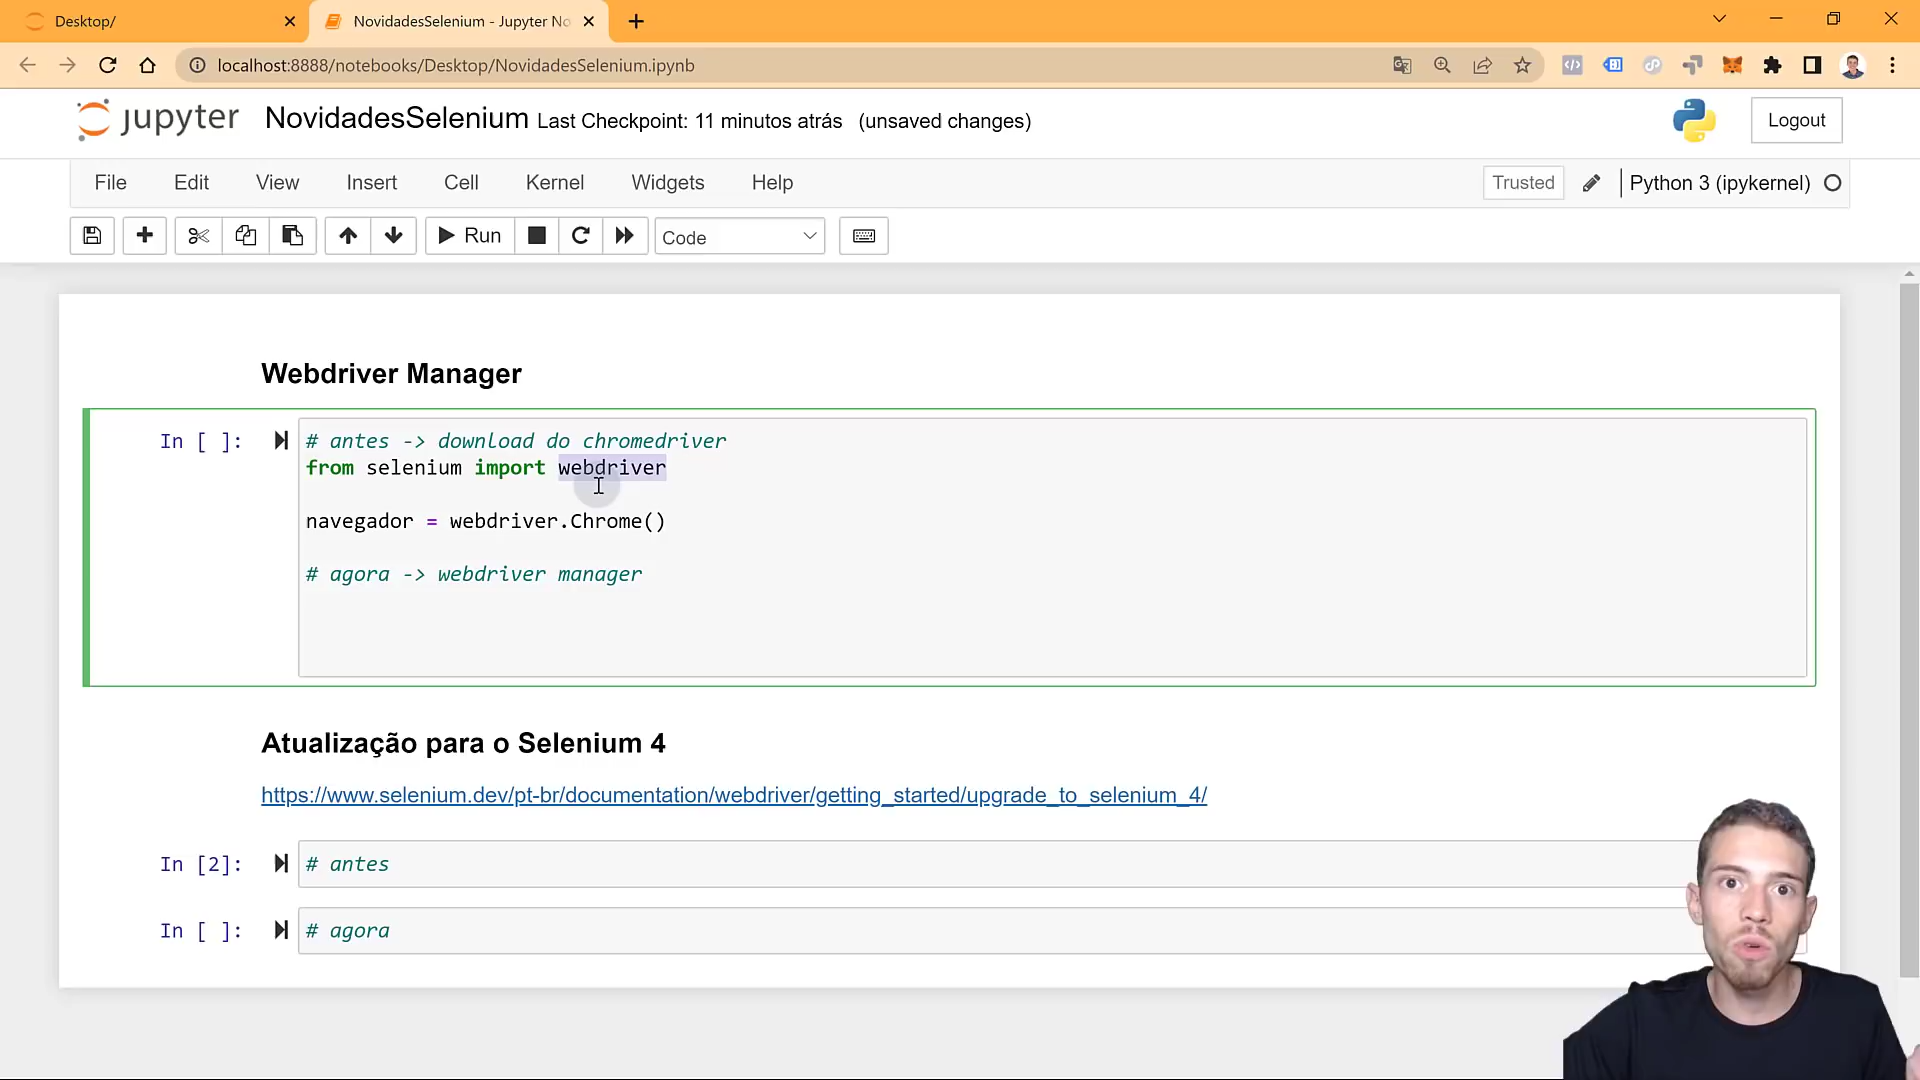 Desktop/
NovidadesSelenium - Jupyter No
localhost:8888/notebooks/Desktop/NovidadesSelenium.ipynb
jupyter NovidadesSelenium Last Checkpoint: 11 minutos atrás (unsaved changes)
Logout
File Edit View Insert Cell Kernel Widgets Help
Trusted Python 3 (ipykernel)
Run Code
Webdriver Manager
In [ ]: # antes -> download do chromedriver
from selenium import webdriver
navegador = webdriver.Chrome()
# agora -> webdriver manager
Atualização para o Selenium 4
https://www.selenium.dev/pt-br/documentation/webdriver/getting_started/upgrade_to_selenium_4/
In [2]: # antes
In [ ]: # agora